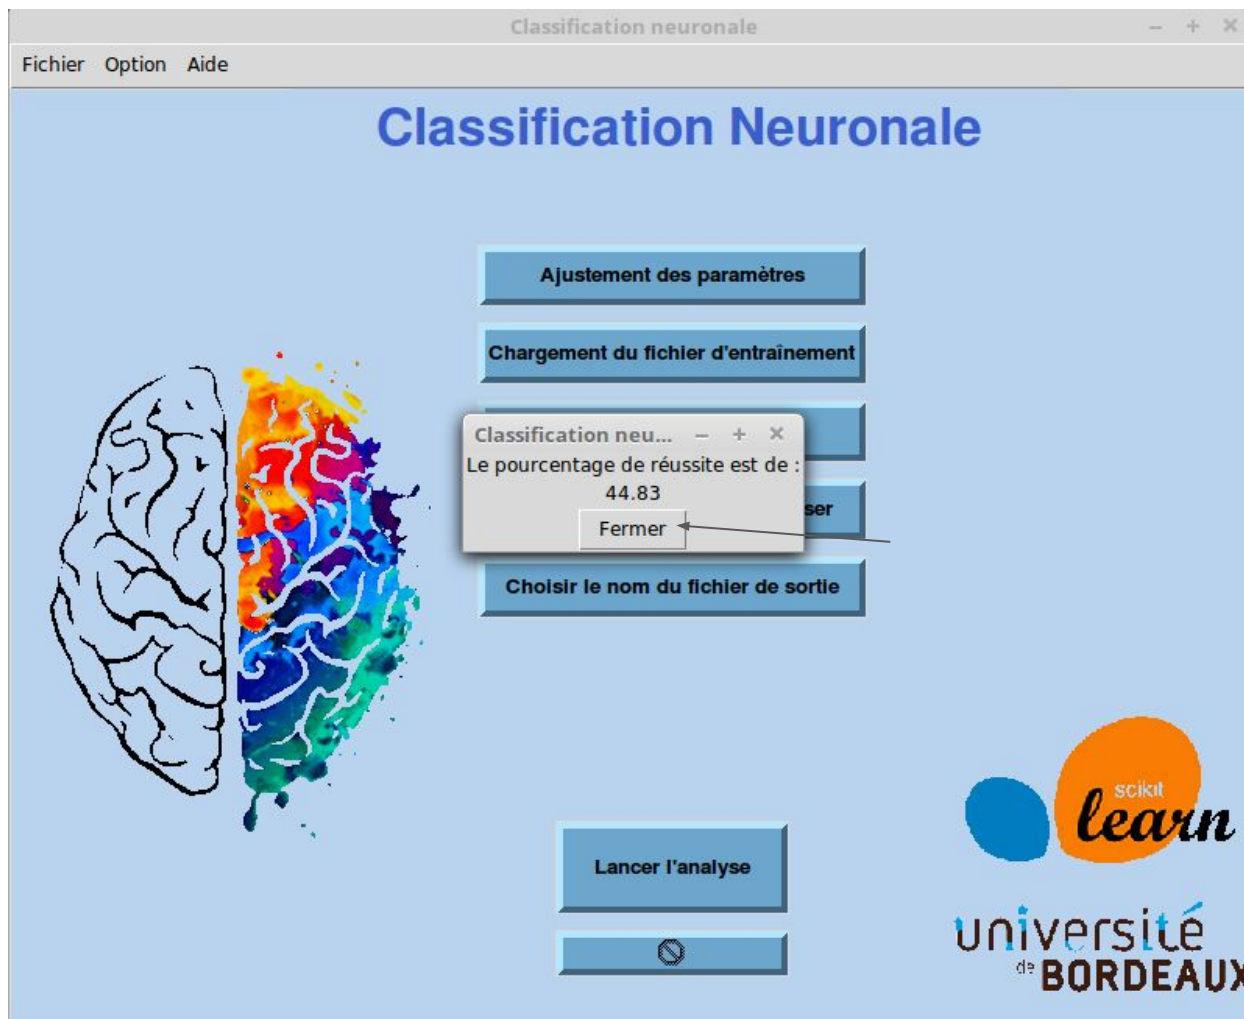 Classification neuronale
Fichier Option Aide
Classification Neuronale
Ajustement des paramètres
Chargement du fichier d'entraînement
Classification neu...
Le pourcentage de réussite est de :
44.83
ser
Fermer
Choisir le nom du fichier de sortie
Lancer l'analyse
scikit
learn
université
de BORDEAUX